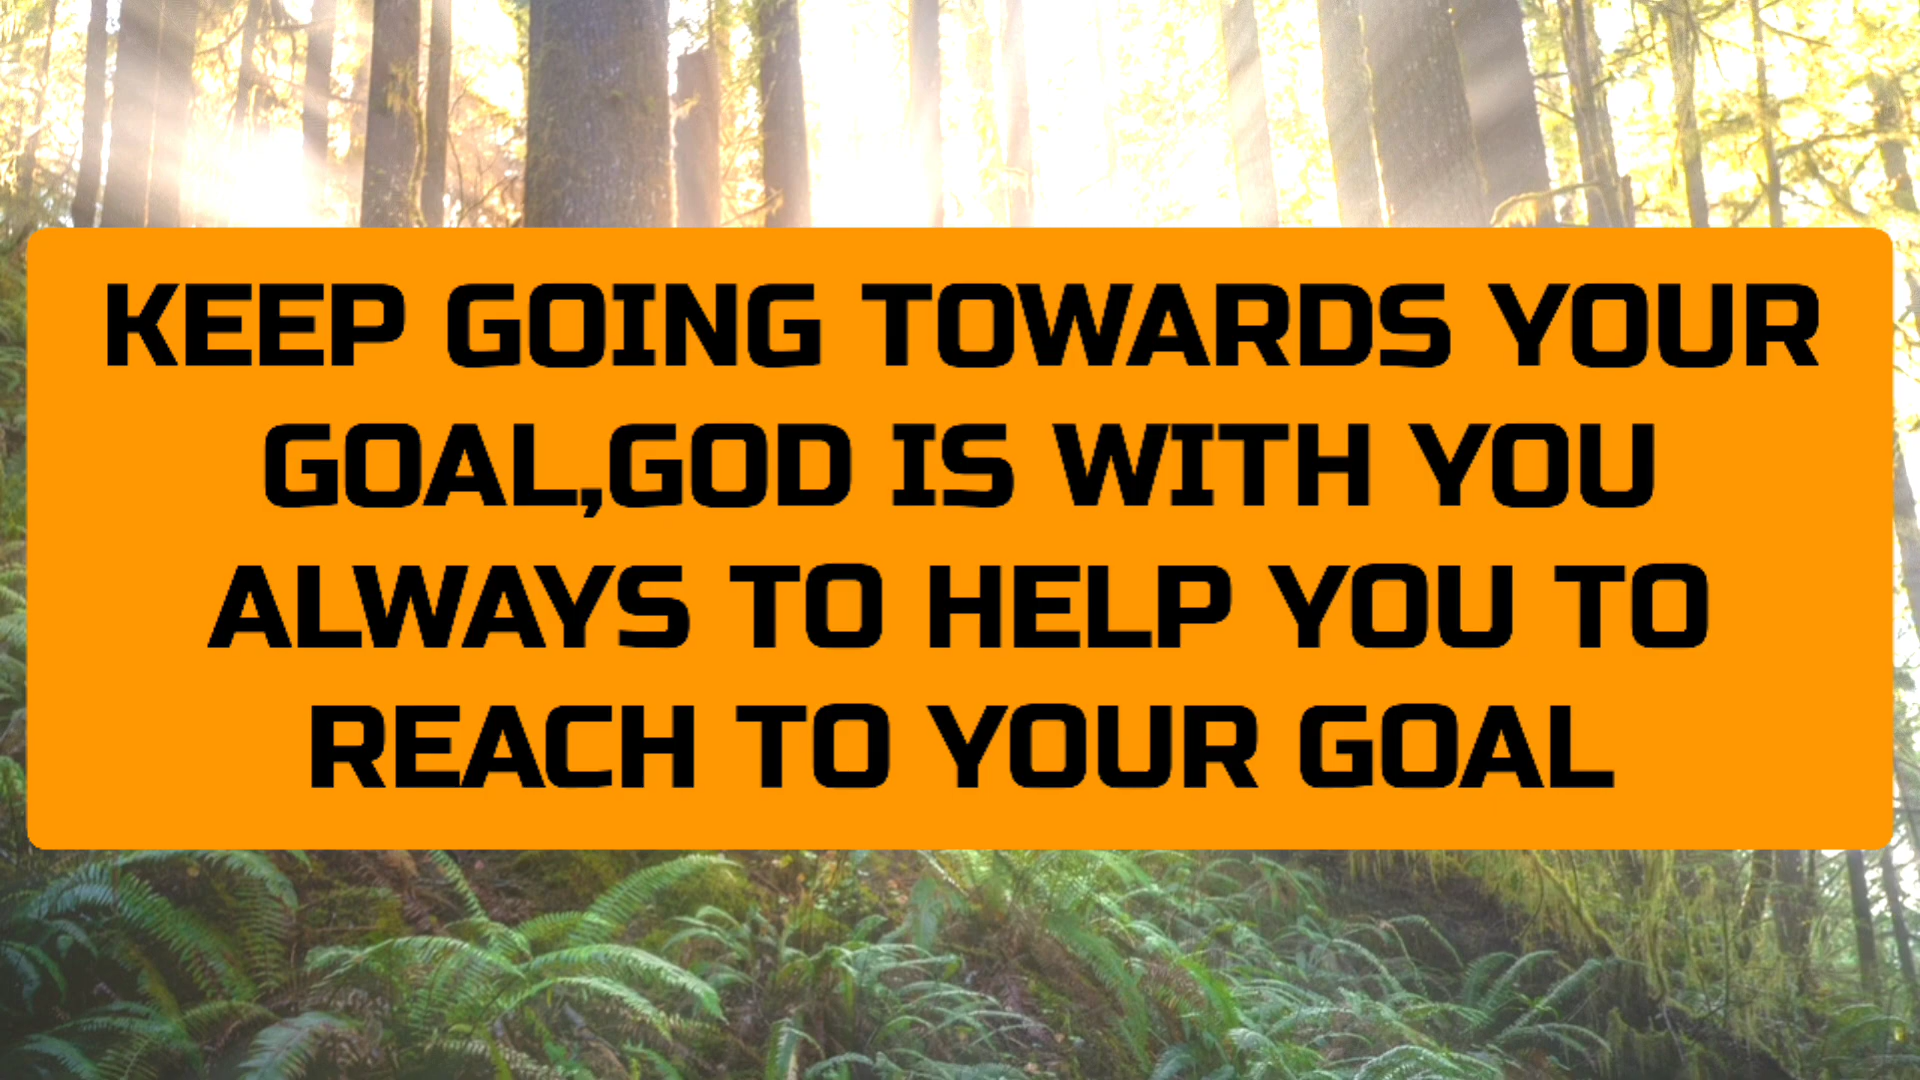 KEEP GOING TOWARDS YOUR
GOAL,GOD IS WITH YOU
ALWAYS TO HELP YOU TO
REACH TO YOUR GOAL